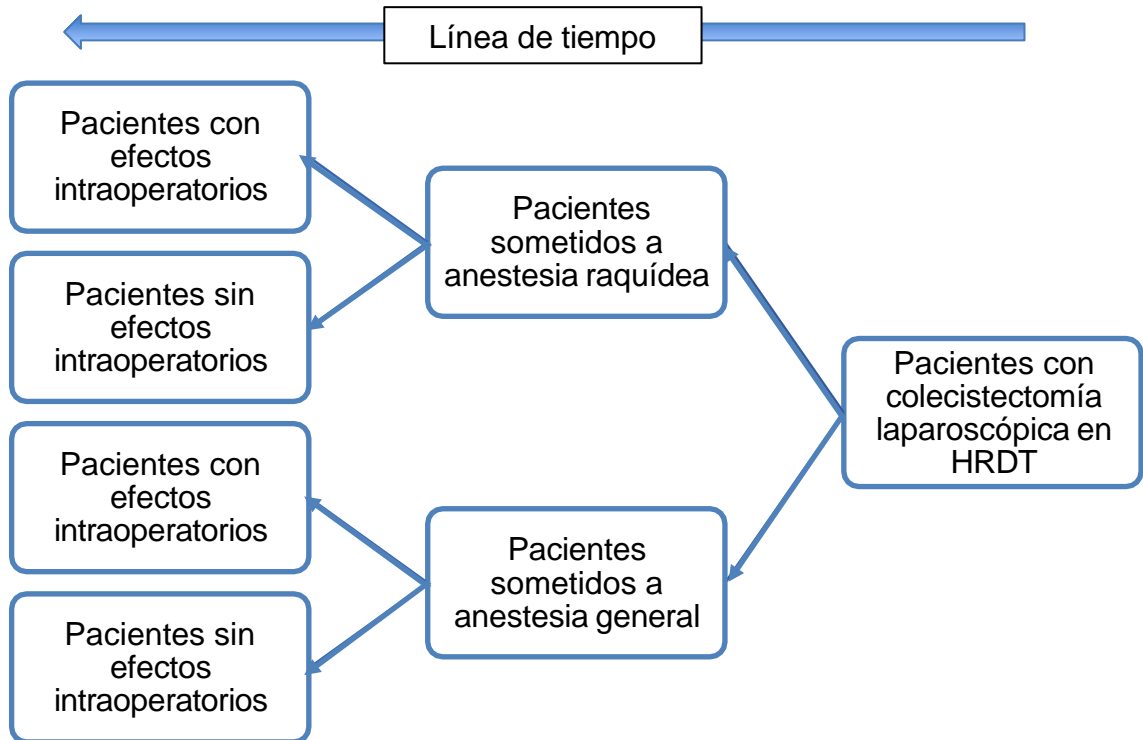 Línea de tiempo
Pacientes con
efectos
intraoperatorios
Pacientes sin
efectos
intraoperatorios
Pacientes con
efectos
intraoperatorios
Pacientes sin
efectos
intraoperatorios
Pacientes
sometidos a
anestesia raquídea
Pacientes
sometidos a
anestesia general
Pacientes con
colecistectomía
laparoscópica en
HRDT